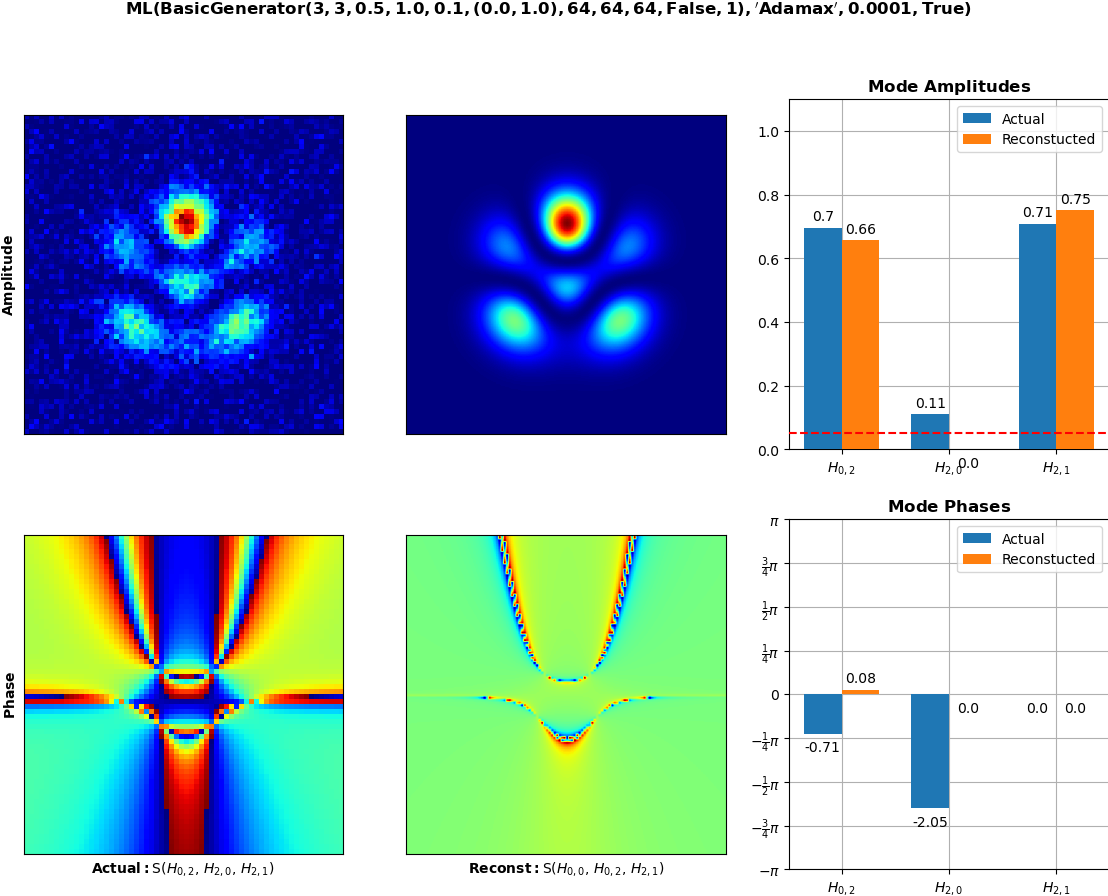 ML(BasicGenerator(3, 3, 0.5, 1.0, 0.1, (0.0, 1.0), 64, 64, 64, False, 1), ′Adamax′, 0.0001, True)
Amplitude
Mode Amplitudes
Actual
Reconstucted
1.0
0.8
0.6
0.4
0.2
0.0
0.7
0.66
0.11
0.0
0.71
0.75
H0,2
H2,0
H2,1
Phase
Actual: S(H0,2, H2,0, H2,1)
Reconst: S(H0,0, H0,2, H2,1)
Mode Phases
Actual
Reconstucted
π
3/4π
1/2π
1/4π
0
−1/4π
−1/2π
−3/4π
−π
-0.71
0.08
-2.05
0.0
0.0
0.0
H0,2
H2,0
H2,1